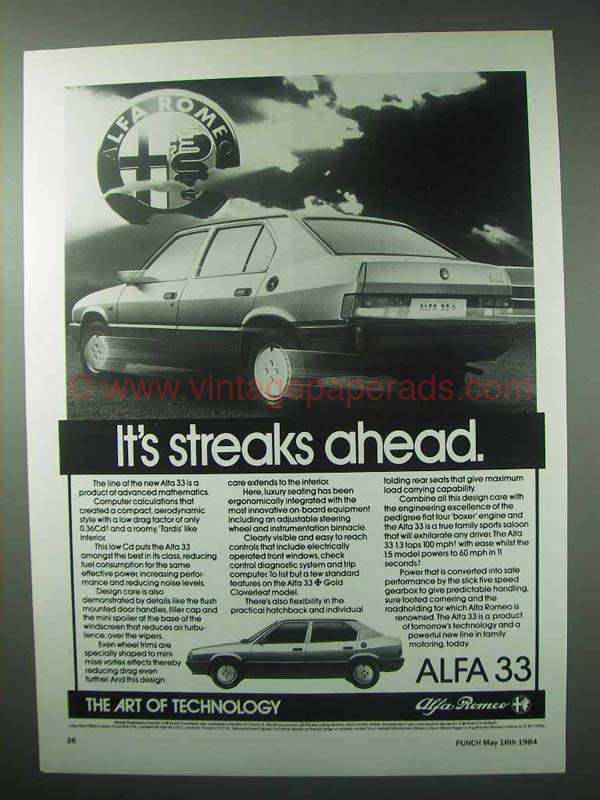 ALFA ROMEO
ALFA 33
© www.vintagepaperads.com
It's streaks ahead.
The line of the new Alfa 33 is a
product of advanced mathematics.
Computer calculations that
created a compact, aerodynamic
style with a low drag factor of only
0.36Cd† and a roomy, 'Tardis' like
interior.
This low Cd puts the Alfa 33
amongst the best in its class, reducing
fuel consumption for the same
effective power, increasing perfor-
mance and reducing noise levels.
Design care is also
demonstrated by details like the flush
mounted door handles, filler cap and
the mini spoiler at the base of the
windscreen that reduces air turbu-
lence, over the wipers.
Even wheel trims are
specially shaped to mini-
mise vortex effects thereby
reducing drag even
further. And this design
care extends to the interior.
Here, luxury seating has been
ergonomically integrated with the
most innovative on-board equipment
including an adjustable steering
wheel and instrumentation binnacle.
Clearly visible and easy to reach
controls that include electrically
operated front windows, check
control diagnostic system and trip
computer. To list but a few standard
features on the Alfa 33 Gold
Cloverleaf model.
There's also flexibility in the
practical hatchback and individual
folding rear seats that give maximum
load carrying capability.
Combine all this design care with
the engineering excellence of the
pedigree flat four 'boxer' engine and
the Alfa 33 is a true family sports saloon
that will exhilarate any driver. The Alfa
33 1.3 tops 100 mph† with ease whilst the
1.5 model powers to 60 mph in 11
seconds.†
Power that is converted into safe
performance by the slick five speed
gearbox to give predictable handling,
sure footed cornering and the
roadholding for which Alfa Romeo is
renowned. The Alfa 33 is a product
of tomorrow's technology and a
powerful new line in family
motoring, today.
ALFA 33
THE ART OF TECHNOLOGY
Alfa Romeo
26
PUNCH May 16th 1984